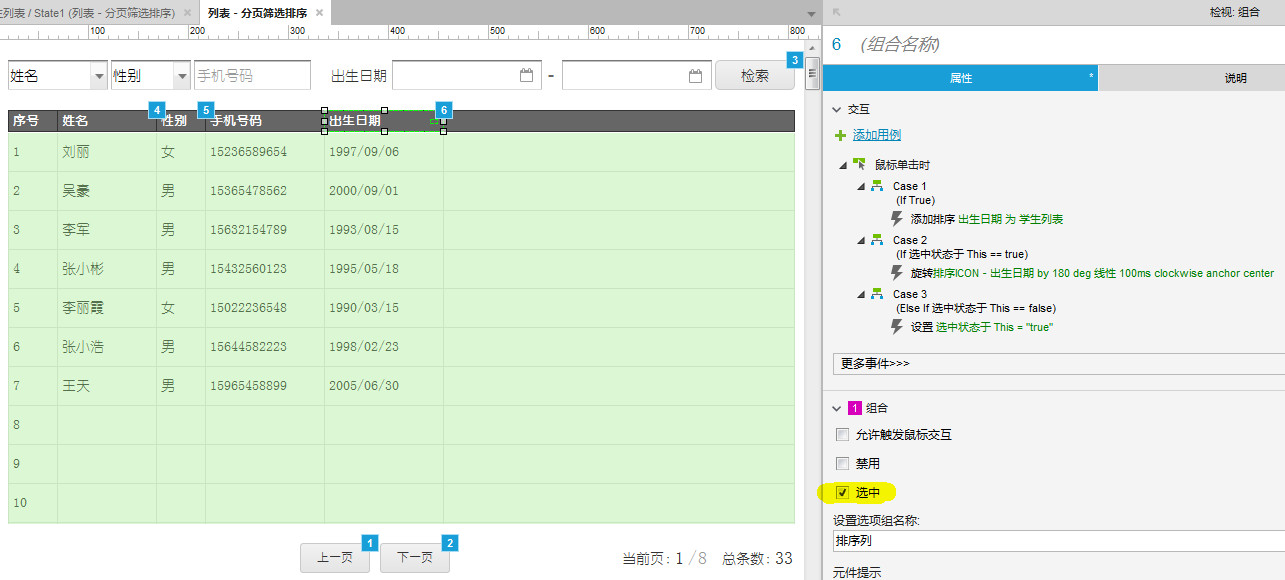 列表 / State1 (列表 - 分页筛选排序) × 列表 - 分页筛选排序 ×
100 200 300 400 500 600 700 800
姓名 性别 手机号码 出生日期 - 检索 3
4 5 6
序号 姓名 性别 手机号码 出生日期
1 刘丽 女 15236589654 1997/09/06
2 吴豪 男 15365478562 2000/09/01
3 李军 男 15632154789 1993/08/15
4 张小彬 男 15432560123 1995/05/18
5 李丽霞 女 15022236548 1990/03/15
6 张小浩 男 15644582223 1998/02/23
7 王天 男 15965458899 2005/06/30
8
9
10
上一页 1 下一页 2 当前页: 1 / 8 总条数: 33
检视: 组合
6 (组合名称)
属性 * 说明
交互
添加用例
鼠标单击时
Case 1
(If True)
添加排序 出生日期 为 学生列表
Case 2
(If 选中状态于 This == true)
旋转排序ICON - 出生日期 by 180 deg 线性 100ms clockwise anchor center
Case 3
(Else If 选中状态于 This == false)
设置 选中状态于 This = "true"
更多事件>>>
1 组合
允许触发鼠标交互
禁用
选中
设置选项组名称:
排序列
元件提示